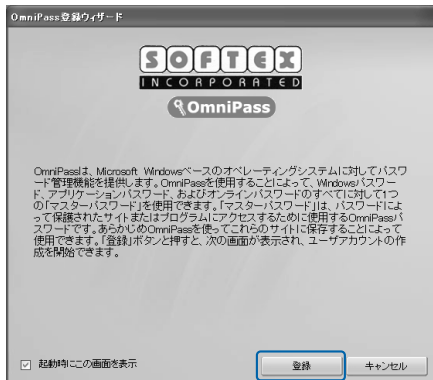 OmniPass登録ウィザード
SOFTEX
INCORPORATED
OmniPass
OmniPassは、Microsoft Windowsベースのオペレーティングシステムに対してパスワ
ード管理機能を提供します。OmniPassを使用することによって、Windowsパスワー
ド、アプリケーションパスワード、およびオンラインパスワードのすべてに対して1つ
の「マスターパスワード」を使用できます。「マスターパスワード」は、パスワードによ
って保護されたサイトまたはプログラムにアクセスするために使用するOmniPassパ
スワードです。あらかじめOmniPassを使ってこれらのサイトに保存することによって
使用できます。「登録」ボタンと押すと、次の画面が表示され、ユーザアカウントの作
成を開始できます。
起動時にこの画面を表示
登録
キャンセル